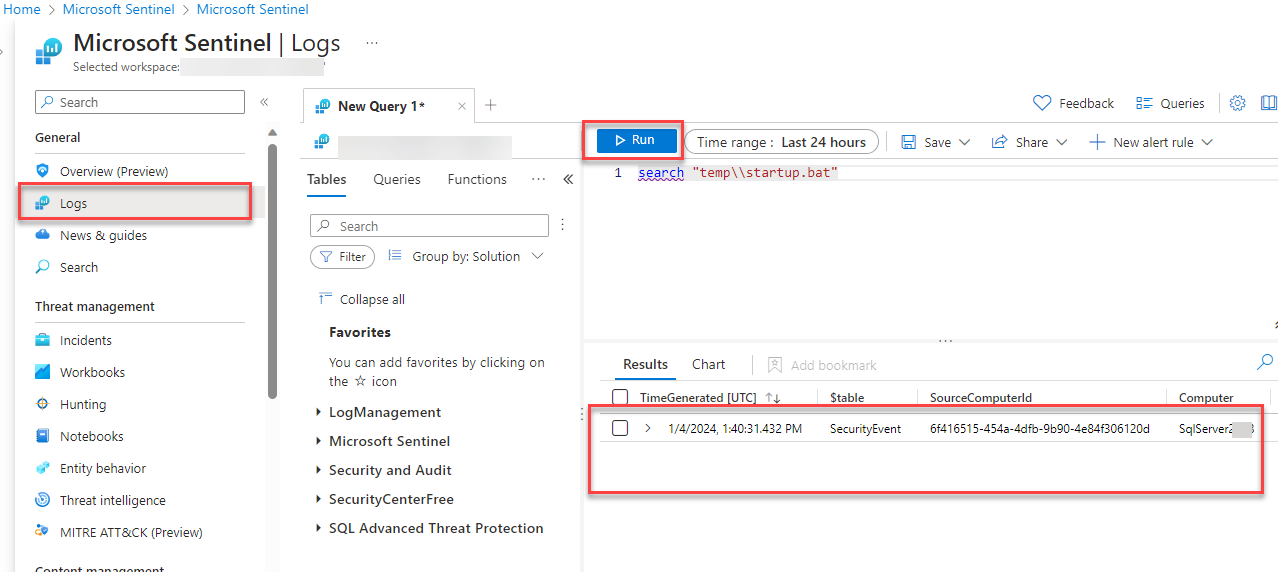 Home > Microsoft Sentinel > Microsoft Sentinel
Microsoft Sentinel | Logs ...
Selected workspace:
Search
«
General
Overview (Preview)
Logs
News & guides
Search
Threat management
Incidents
Workbooks
Hunting
Notebooks
Entity behavior
Threat intelligence
MITRE ATT&CK (Preview)
Content management
New Query 1* × +
Feedback Queries
Run Time range : Last 24 hours Save Share New alert rule
Tables Queries Functions ... «
Search
Filter Group by: Solution
Collapse all
Favorites
You can add favorites by clicking on
the ☆ icon
LogManagement
Microsoft Sentinel
Security and Audit
SecurityCenterFree
SQL Advanced Threat Protection
1 search "temp\\startup.bat"
...
Results Chart Add bookmark
TimeGenerated [UTC] ↑↓ $table SourceComputerId Computer
1/4/2024, 1:40:31.432 PM SecurityEvent 6f416515-454a-4dfb-9b90-4e84f306120d SqlServer2